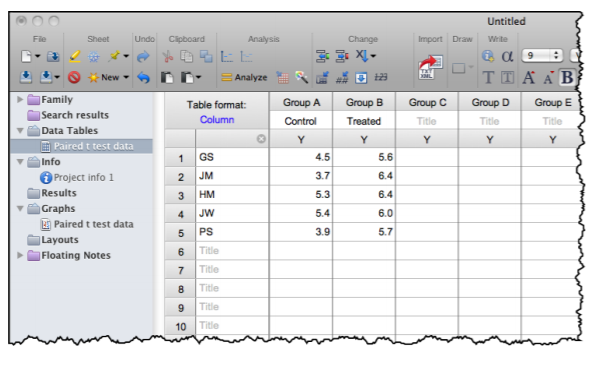 Untitled
File Sheet Undo Clipboard Analysis Change Import Draw Write
α 9
New Analyze 123 TXT XML T T A A B
Family
Search results
Data Tables
Paired t test data
Info
Project info 1
Results
Graphs
Paired t test data
Layouts
Floating Notes
Table format: Group A Group B Group C Group D Group E
Column Control Treated Title Title Title
Y Y Y Y Y
1 GS 4.5 5.6
2 JM 3.7 6.4
3 HM 5.3 6.4
4 JW 5.4 6.0
5 PS 3.9 5.7
6 Title
7 Title
8 Title
9 Title
10 Title